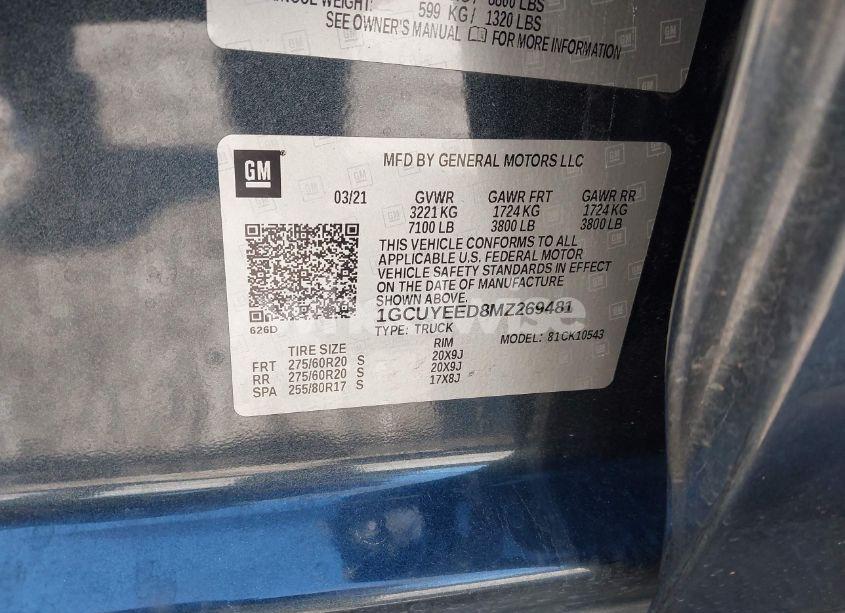 599 KG / 1320 LBS
SEE OWNER'S MANUAL FOR MORE INFORMATION
GM
MFD BY GENERAL MOTORS LLC
03/21 GVWR GAWR FRT GAWR RR
3221 KG 1724 KG 1724 KG
7100 LB 3800 LB 3800 LB
THIS VEHICLE CONFORMS TO ALL
APPLICABLE U.S. FEDERAL MOTOR
VEHICLE SAFETY STANDARDS IN EFFECT
ON THE DATE OF MANUFACTURE
SHOWN ABOVE.
1GCUYEED8MZ269481
626D
TYPE: TRUCK MODEL: 81CK10543
TIRE SIZE RIM
FRT 275/60R20 S 20X9J
RR 275/60R20 S 20X9J
SPA 255/80R17 S 17X8J